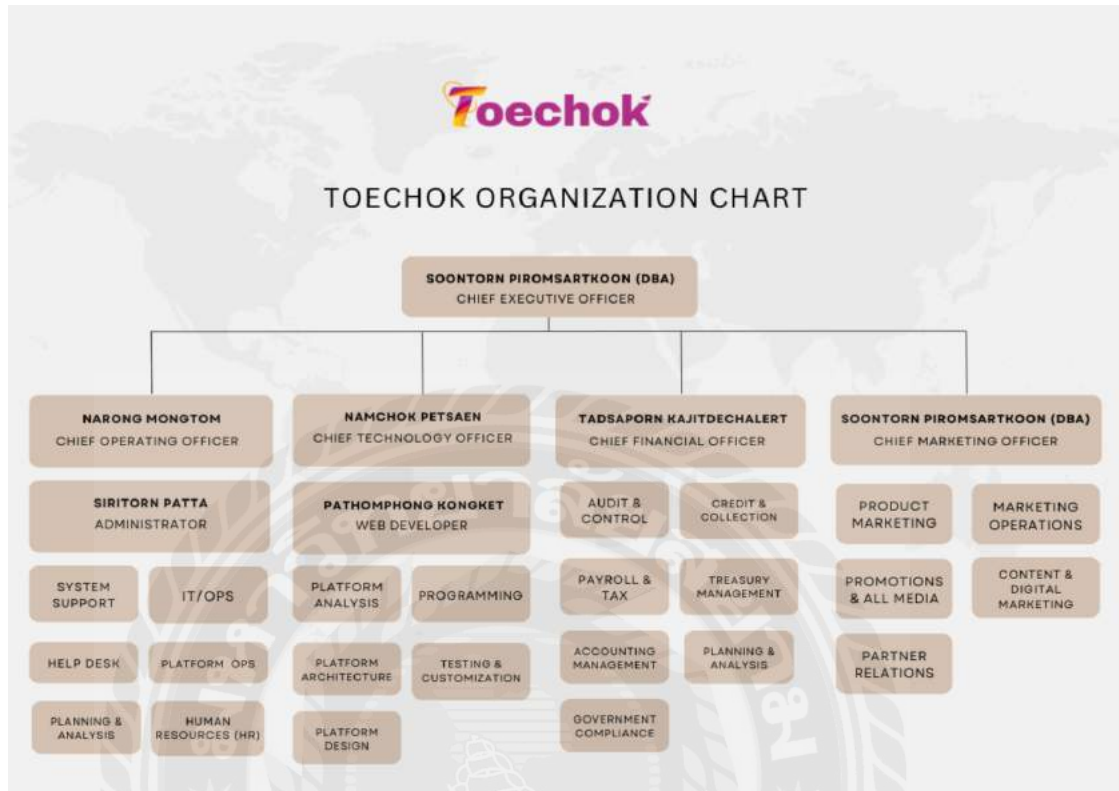 Toechok
TOECHOK ORGANIZATION CHART
SOONTORN PIROMSARTKOON (DBA)
CHIEF EXECUTIVE OFFICER
NARONG MONGTOM
CHIEF OPERATING OFFICER
SIRITORN PATTA
ADMINISTRATOR
SYSTEM
SUPPORT
IT/OPS
HELP DESK
PLATFORM OPS
PLANNING &
ANALYSIS
HUMAN
RESOURCES (HR)
NAMCHOK PETSAEN
CHIEF TECHNOLOGY OFFICER
PATHOMPHONG KONGKET
WEB DEVELOPER
PLATFORM
ANALYSIS
PROGRAMMING
PLATFORM
ARCHITECTURE
TESTING &
CUSTOMIZATION
PLATFORM
DESIGN
TADSAPORN KAJITDECHALERT
CHIEF FINANCIAL OFFICER
AUDIT &
CONTROL
CREDIT &
COLLECTION
PAYROLL &
TAX
TREASURY
MANAGEMENT
ACCOUNTING
MANAGEMENT
PLANNING &
ANALYSIS
GOVERNMENT
COMPLIANCE
SOONTORN PIROMSARTKOON (DBA)
CHIEF MARKETING OFFICER
PRODUCT
MARKETING
MARKETING
OPERATIONS
PROMOTIONS
& ALL MEDIA
CONTENT &
DIGITAL
MARKETING
PARTNER
RELATIONS